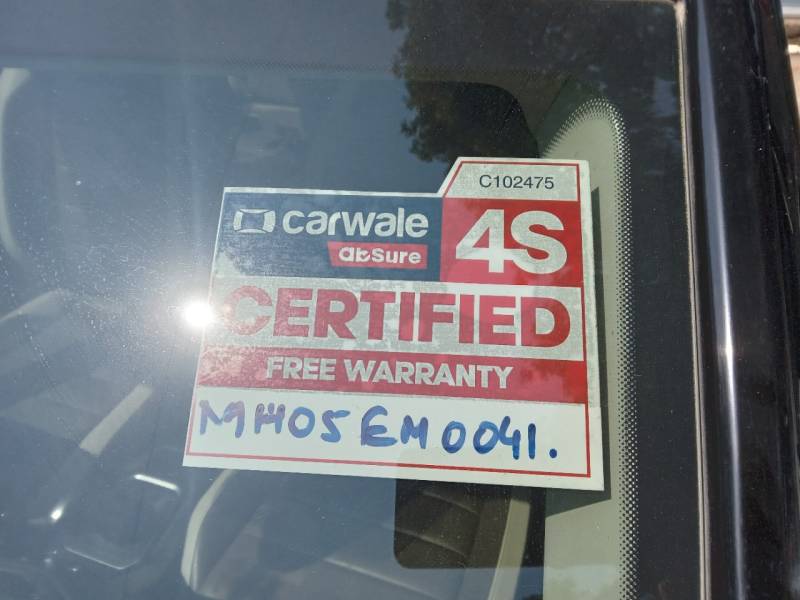 C102475
carwale
absure
4S
CERTIFIED
FREE WARRANTY
MH05EM0041.